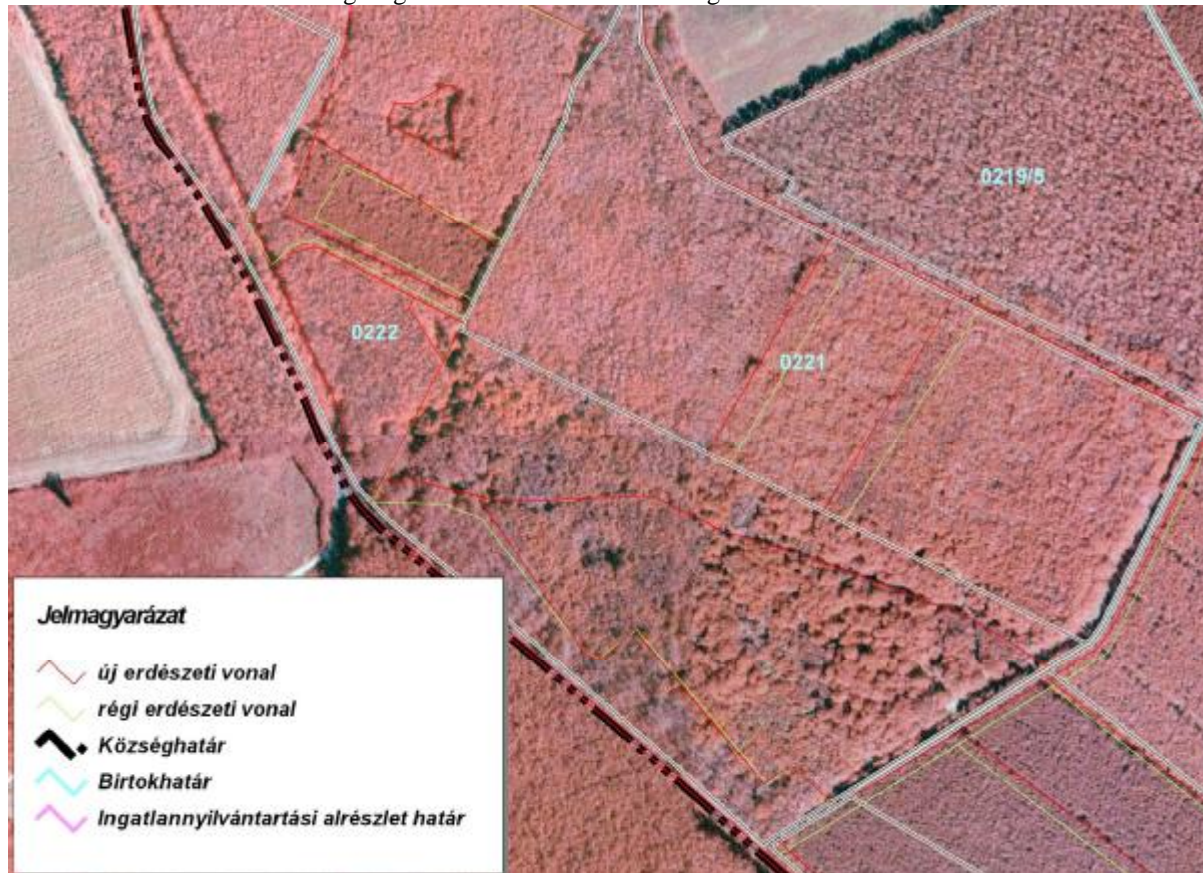 0219/5
0222
0221
Jelmagyarázat
új erdészeti vonal
régi erdészeti vonal
Községhatár
Birtokhatár
Ingatlannyilvántartási alrészlet határ